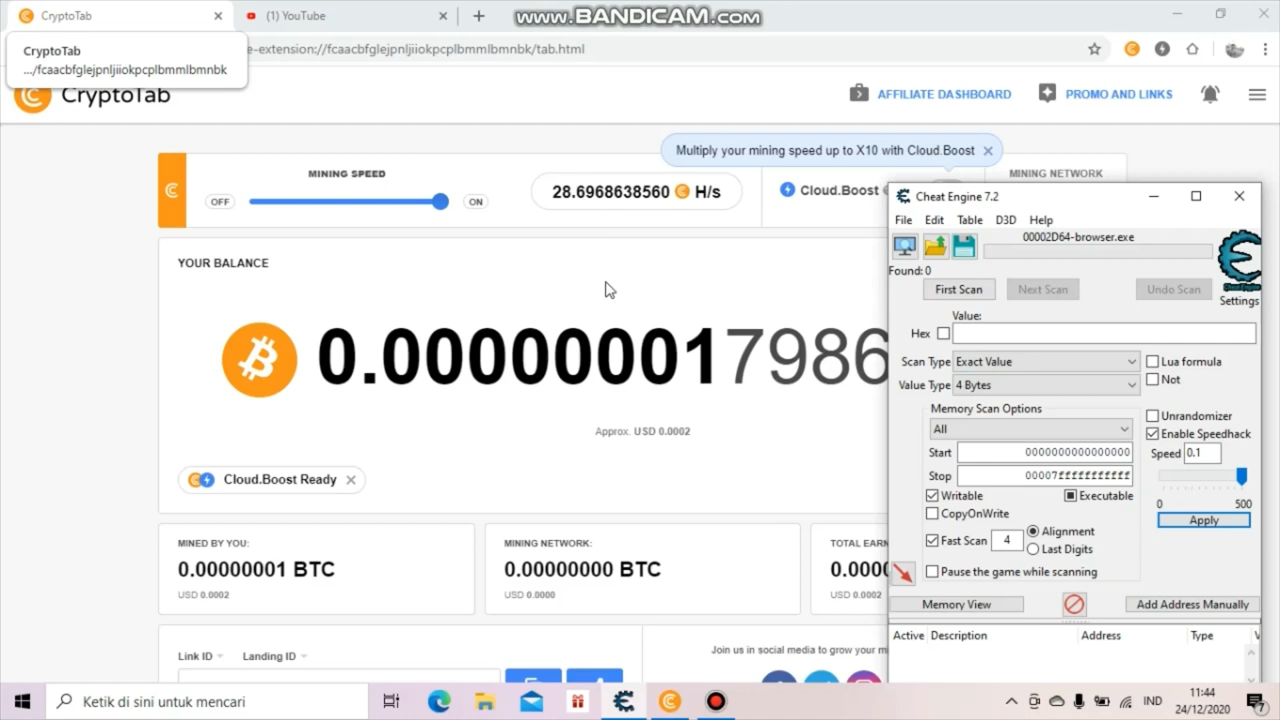 CryptoTab
(1) YouTube
www.BANDICAM.com
CryptoTab
.../fcaacbfglejpnljiiokpcplbmmlbmnbk
e-extension://fcaacbfglejpnljiiokpcplbmmlbmnbk/tab.html
CryptoTab
AFFILIATE DASHBOARD
PROMO AND LINKS
Multiply your mining speed up to X10 with Cloud.Boost
MINING SPEED
OFF
ON
28.6968638560 H/s
Cloud.Boost
MINING NETWORK
YOUR BALANCE
0.000000017986
Approx. USD 0.0002
Cloud.Boost Ready
MINED BY YOU:
0.00000001 BTC
USD 0.0002
MINING NETWORK:
0.00000000 BTC
USD 0.0000
TOTAL EARN
0.0000
USD 0.0002
Link ID
Landing ID
Join us in social media to grow your mi
Cheat Engine 7.2
File Edit Table D3D Help
00002D64-browser.exe
Found: 0
First Scan
Next Scan
Undo Scan
Cheat Engine
Settings
Value:
Hex
Scan Type Exact Value
Lua formula
Value Type 4 Bytes
Not
Memory Scan Options
All
Unrandomizer
Enable Speedhack
Start 0000000000000000
Speed 0.1
Stop 00007fffffffffff
Writable
Executable
0 500
CopyOnWrite
Apply
Fast Scan 4
Alignment
Last Digits
Pause the game while scanning
Memory View
Add Address Manually
Active Description Address Type V
Ketik di sini untuk mencari
IND
11:44
24/12/2020
7